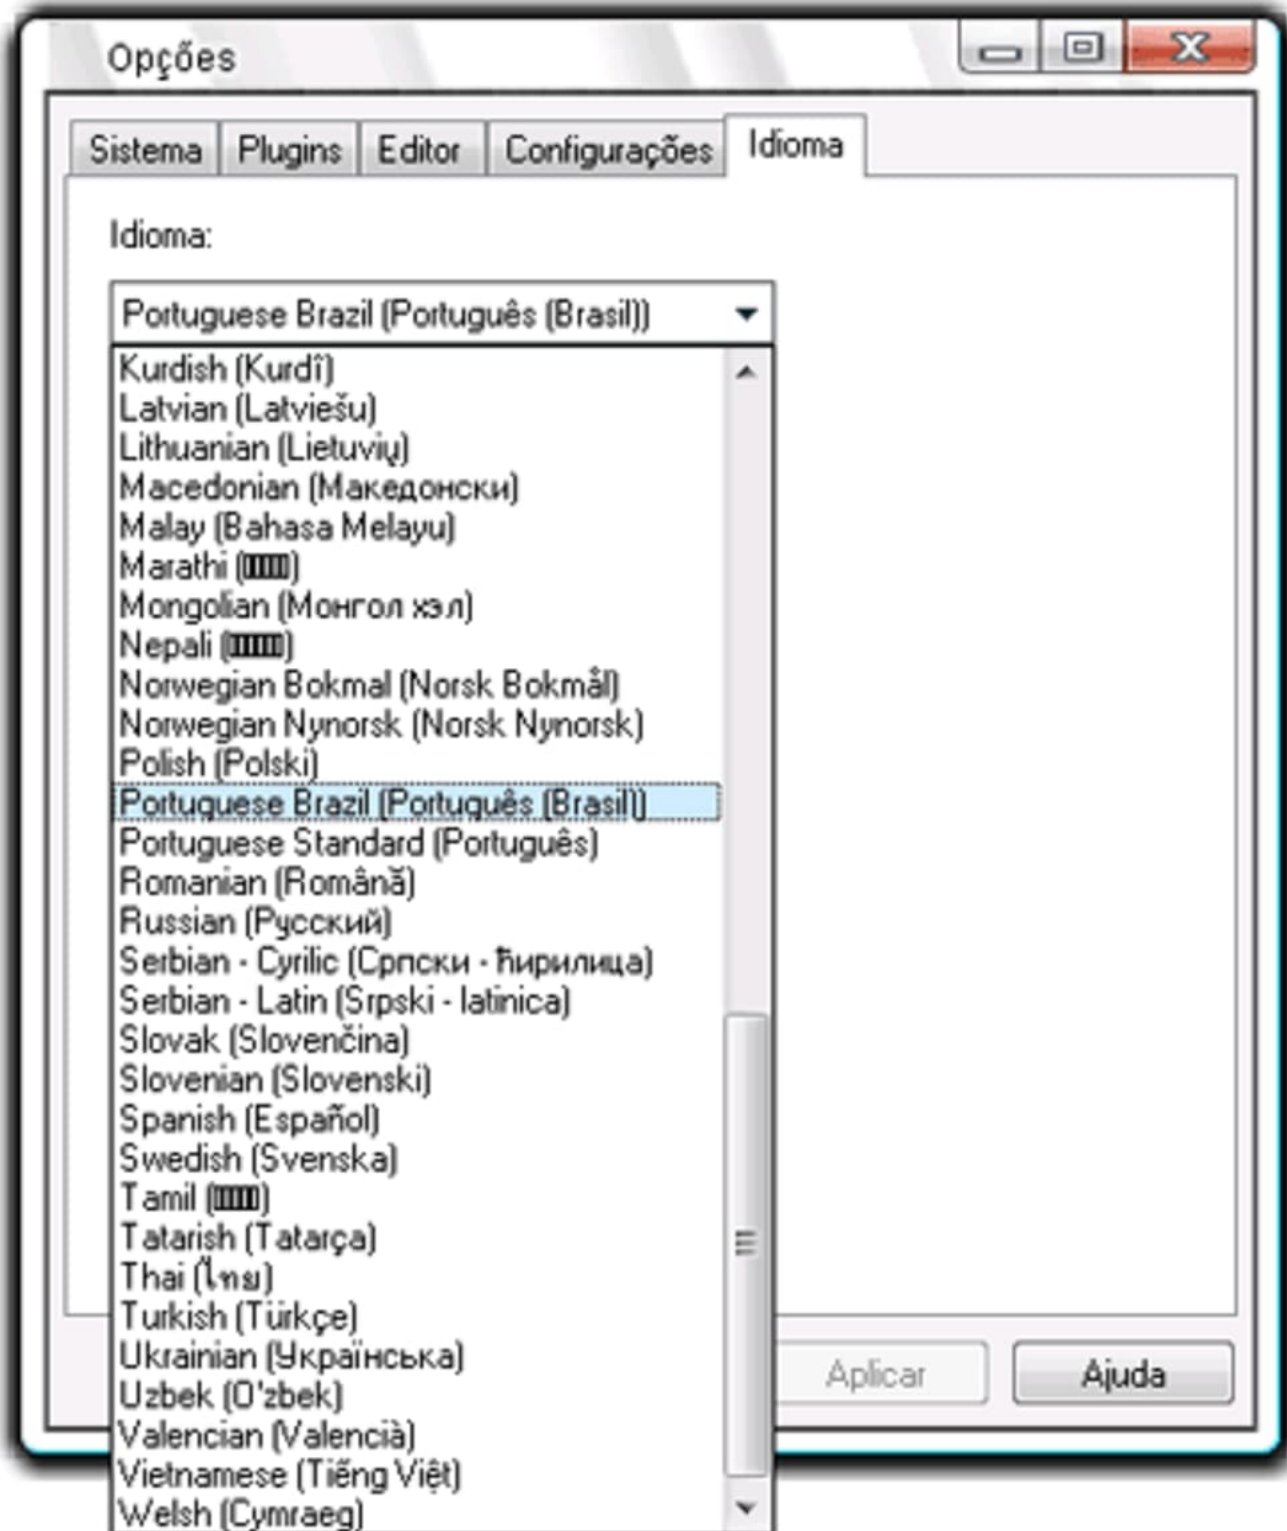 Opções
Sistema Plugins Editor Configurações Idioma
Idioma:
Portuguese Brazil (Português (Brasil))
Kurdish (Kurdî)
Latvian (Latviešu)
Lithuanian (Lietuvių)
Macedonian (Македонски)
Malay (Bahasa Melayu)
Marathi (▯▯▯▯▯)
Mongolian (Монгол хэл)
Nepali (▯▯▯▯▯▯)
Norwegian Bokmal (Norsk Bokmål)
Norwegian Nynorsk (Norsk Nynorsk)
Polish (Polski)
Portuguese Brazil (Português (Brasil))
Portuguese Standard (Português)
Romanian (Română)
Russian (Русский)
Serbian - Cyrilic (Српски - ћирилица)
Serbian - Latin (Srpski - latinica)
Slovak (Slovenčina)
Slovenian (Slovenski)
Spanish (Español)
Swedish (Svenska)
Tamil (▯▯▯▯▯)
Tatarish (Tatarça)
Thai (ไทย)
Turkish (Türkçe)
Ukrainian (Українська)
Uzbek (O'zbek)
Valencian (Valencià)
Vietnamese (Tiếng Việt)
Welsh (Cymraeg)
Aplicar Ajuda